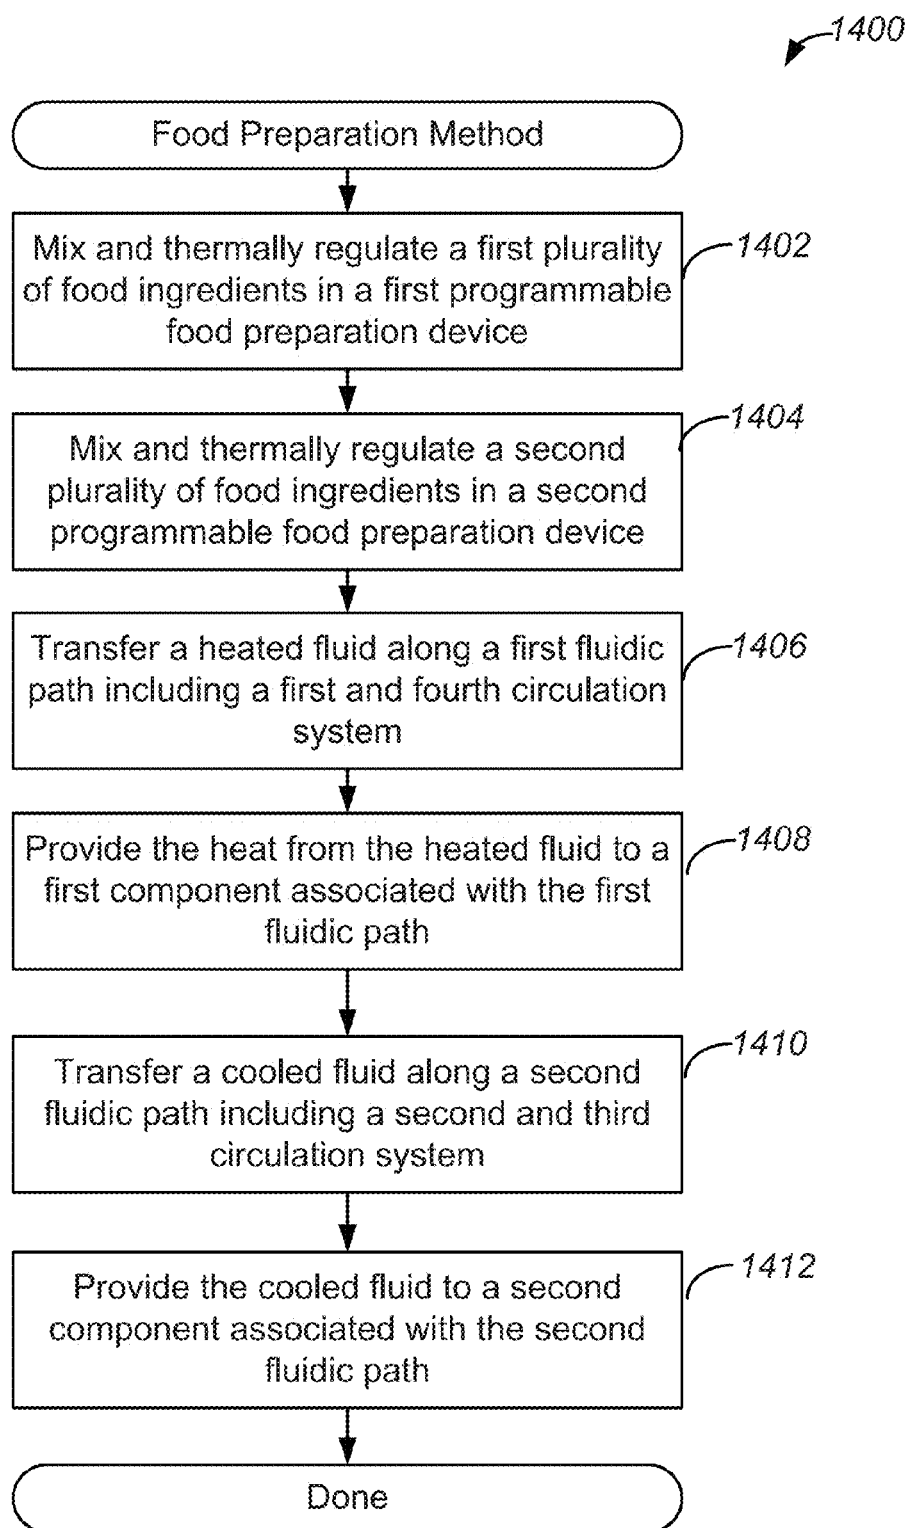 1400
Food Preparation Method
Mix and thermally regulate a first plurality
of food ingredients in a first programmable
food preparation device
1402
Mix and thermally regulate a second
plurality of food ingredients in a second
programmable food preparation device
1404
Transfer a heated fluid along a first fluidic
path including a first and fourth circulation
system
1406
Provide the heat from the heated fluid to a
first component associated with the first
fluidic path
1408
Transfer a cooled fluid along a second
fluidic path including a second and third
circulation system
1410
Provide the cooled fluid to a second
component associated with the second
fluidic path
1412
Done